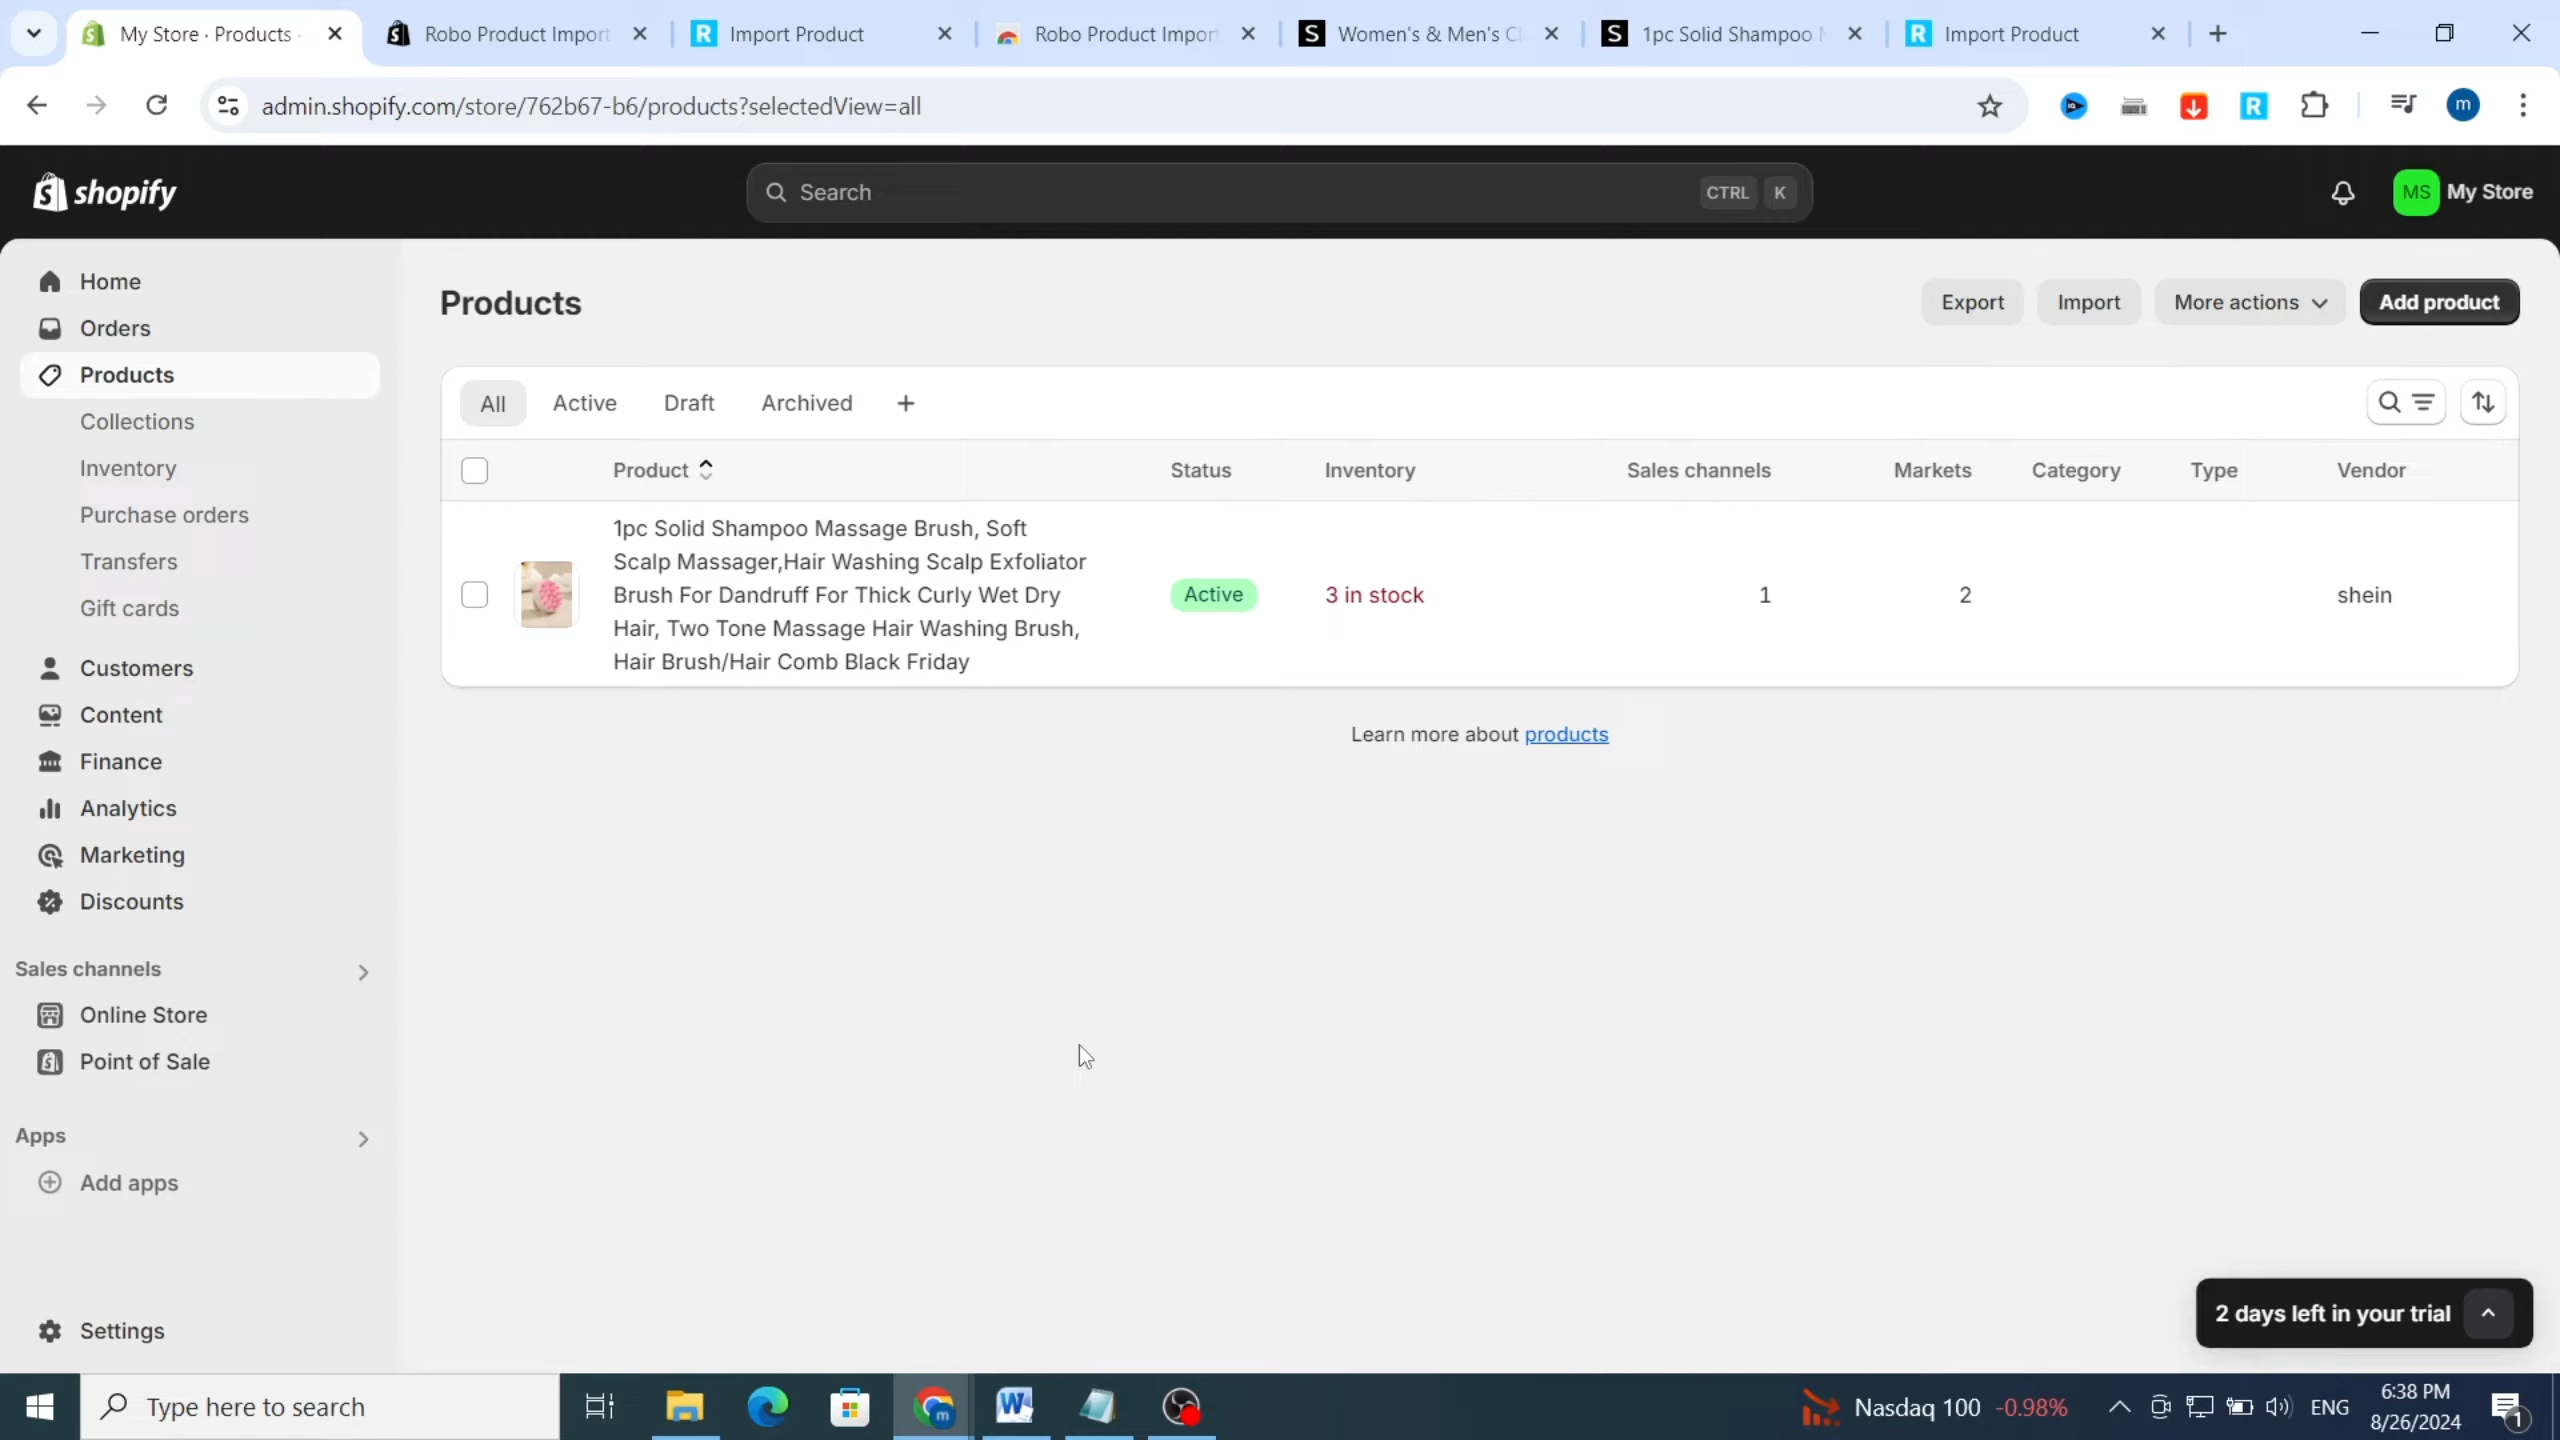 My Store · Products ·
Robo Product Import
Import Product
Robo Product Import
Women's & Men's Cl
1pc Solid Shampoo M
Import Product
admin.shopify.com/store/762b67-b6/products?selectedView=all
R
m
shopify
Search
CTRL K
MS My Store
Home
Orders
Products
Collections
Inventory
Purchase orders
Transfers
Gift cards
Customers
Content
Finance
Analytics
Marketing
Discounts
Sales channels
Online Store
Point of Sale
Apps
Add apps
Settings
Products
Export
Import
More actions
Add product
All
Active
Draft
Archived
Product
Status
Inventory
Sales channels
Markets
Category
Type
Vendor
1pc Solid Shampoo Massage Brush, Soft
Scalp Massager,Hair Washing Scalp Exfoliator
Brush For Dandruff For Thick Curly Wet Dry
Hair, Two Tone Massage Hair Washing Brush,
Hair Brush/Hair Comb Black Friday
Active
3 in stock
1
2
shein
Learn more about products
2 days left in your trial
Type here to search
Nasdaq 100 -0.98%
ENG
6:38 PM
8/26/2024
1